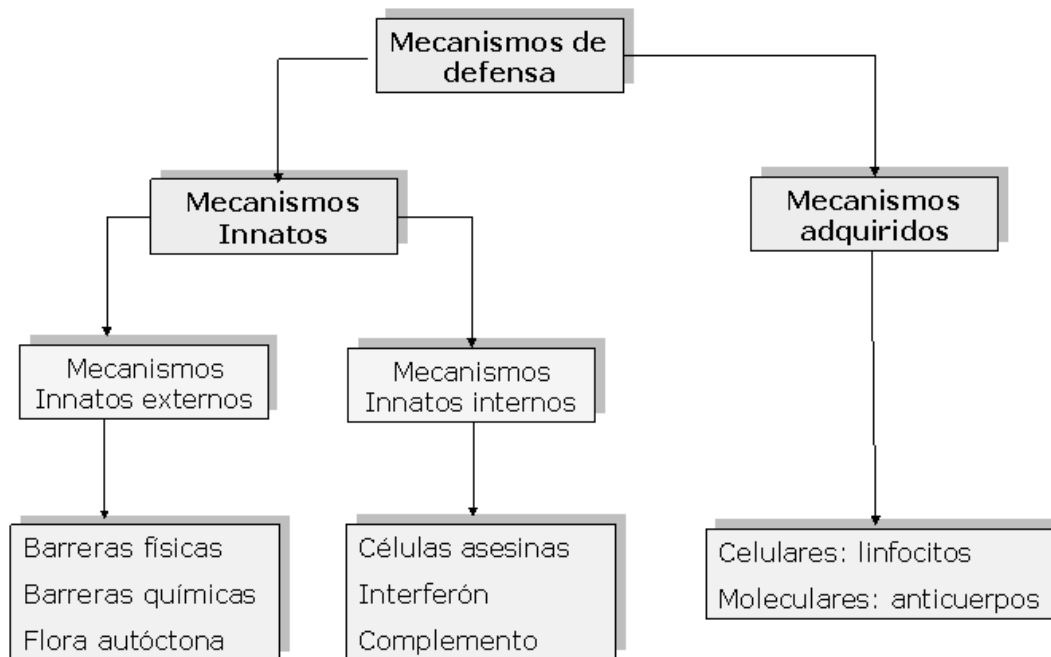 Mecanismos de
defensa
Mecanismos
Innatos
Mecanismos
adquiridos
Mecanismos
Innatos externos
Mecanismos
Innatos internos
Barreras físicas
Barreras químicas
Flora autóctona
Células asesinas
Interferón
Complemento
Celulares: linfocitos
Moleculares: anticuerpos